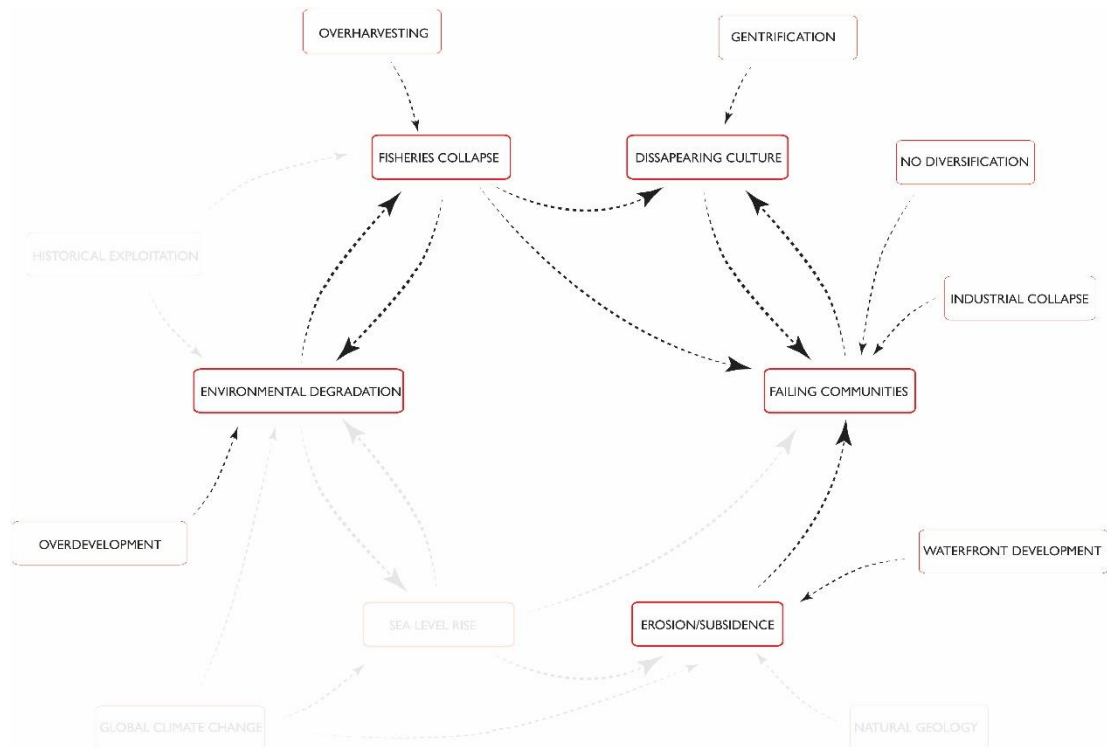 OVERHARVESTING
GENTRIFICATION
FISHERIES COLLAPSE
DISSAPEARING CULTURE
NO DIVERSIFICATION
HISTORICAL EXPLOITATION
INDUSTRIAL COLLAPSE
ENVIRONMENTAL DEGRADATION
FAILING COMMUNITIES
OVERDEVELOPMENT
WATERFRONT DEVELOPMENT
SEA LEVEL RISE
EROSION/SUBSIDENCE
GLOBAL CLIMATE CHANGE
NATURAL GEOLOGY